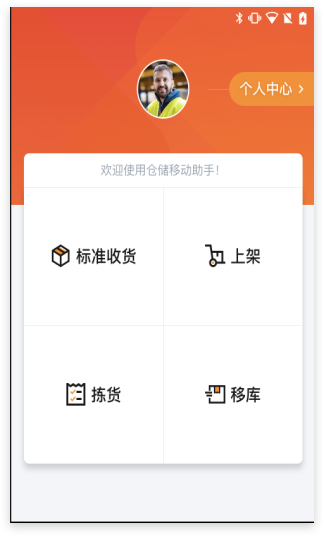 个人中心
欢迎使用仓储移动助手！
标准收货
上架
拣货
移库